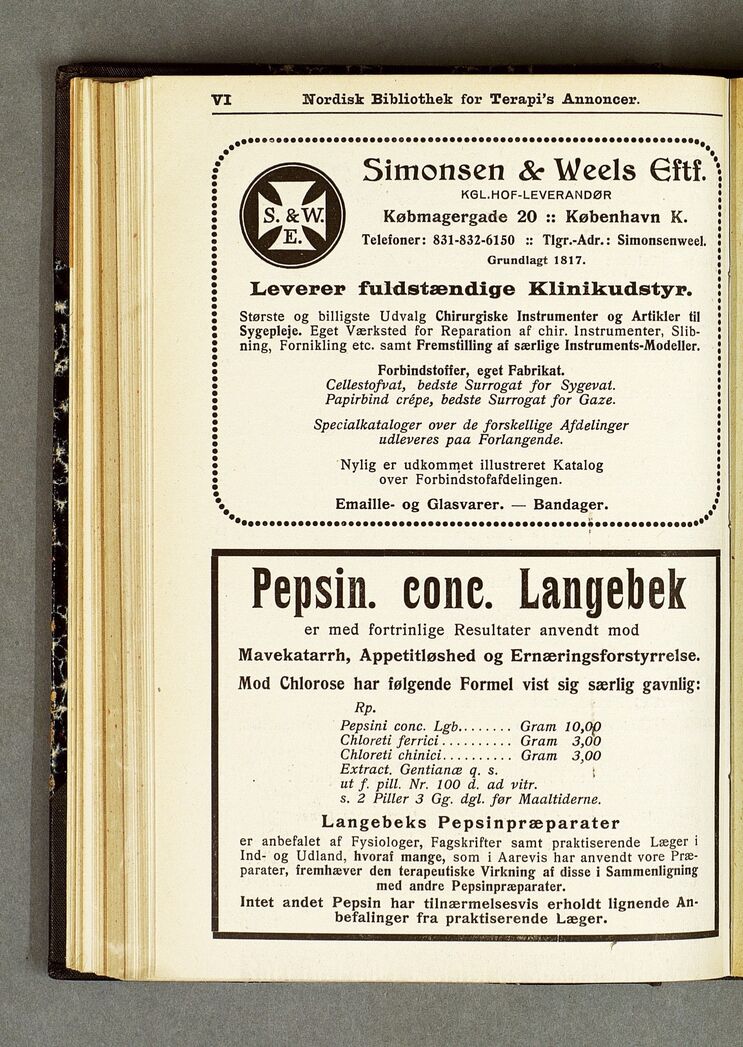 VI Nordisk Bibliothek for Terapi's Annoncer.
S. & W.
E.
Simonsen & Weels Eftf.
KGL.HOF-LEVERANDØR
Købmagergade 20 :: København K.
Telefoner: 831-832-6150 :: Tlgr.-Adr.: Simonsenweel.
Grundlagt 1817.
Leverer fuldstændige Klinikudstyr.
Største og billigste Udvalg Chirurgiske Instrumenter og Artikler til
Sygepleje. Eget Værksted for Reparation af chir. Instrumenter, Slib-
ning, Fornikling etc. samt Fremstilling af særlige Instruments-Modeller.
Forbindstoffer, eget Fabrikat.
Cellestofvat, bedste Surrogat for Sygevat.
Papirbind crépe, bedste Surrogat for Gaze.
Specialkataloger over de forskellige Afdelinger
udleveres paa Forlangende.
Nylig er udkommet illustreret Katalog
over Forbindstofafdelingen.
Emaille- og Glasvarer. — Bandager.
Pepsin. conc. Langebek
er med fortrinlige Resultater anvendt mod
Mavekatarrh, Appetitløshed og Ernæringsforstyrrelse.
Mod Chlorose har følgende Formel vist sig særlig gavnlig:
Rp.
Pepsini conc. Lgb........ Gram 10,00
Chloreti ferrici.......... Gram 3,00
Chloreti chinici.......... Gram 3,00
Extract. Gentianæ q. s.
ut f. pill. Nr. 100 d. ad vitr.
s. 2 Piller 3 Gg. dgl. før Maaltiderne.
Langebeks Pepsinpræparater
er anbefalet af Fysiologer, Fagskrifter samt praktiserende Læger i
Ind- og Udland, hvoraf mange, som i Aarevis har anvendt vore Præ-
parater, fremhæver den terapeutiske Virkning af disse i Sammenligning
med andre Pepsinpræparater.
Intet andet Pepsin har tilnærmelsesvis erholdt lignende An-
befalinger fra praktiserende Læger.